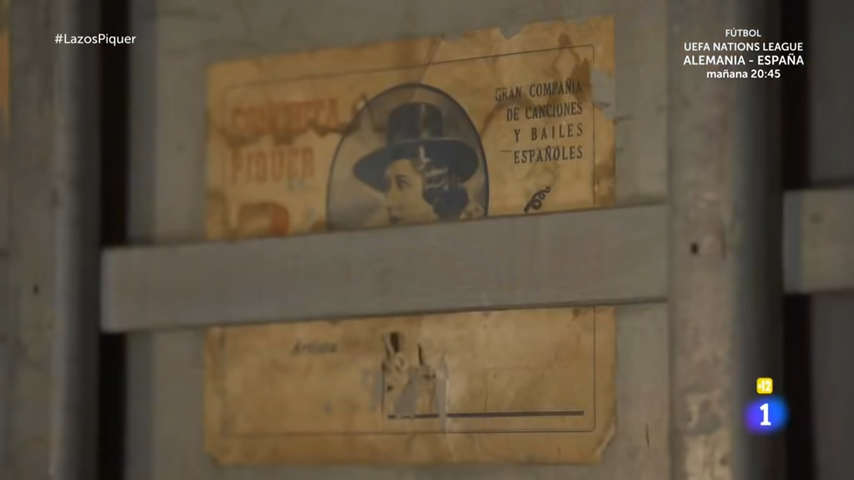 #LazosPiquer
FÚTBOL
UEFA NATIONS LEAGUE
ALEMANIA - ESPAÑA
mañana 20:45
PIQUER
GRAN COMPAÑIA
DE CANCIONES
Y BAILES
ESPAÑOLES
Artista
+12
1